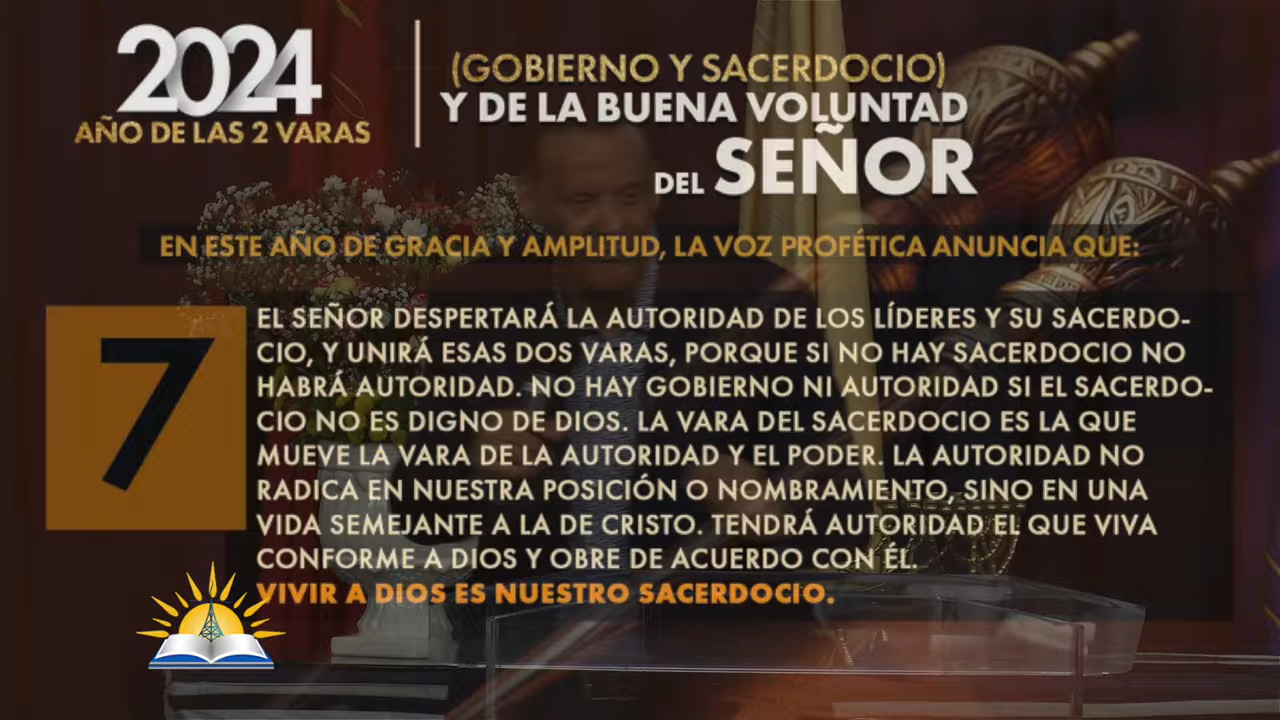 2024
AÑO DE LAS 2 VARAS
(GOBIERNO Y SACERDOCIO)
Y DE LA BUENA VOLUNTAD
DEL SEÑOR
EN ESTE AÑO DE GRACIA Y AMPLITUD, LA VOZ PROFÉTICA ANUNCIA QUE:
7
EL SEÑOR DESPERTARÁ LA AUTORIDAD DE LOS LÍDERES Y SU SACERDO-
CIO, Y UNIRÁ ESAS DOS VARAS, PORQUE SI NO HAY SACERDOCIO NO
HABRÁ AUTORIDAD. NO HAY GOBIERNO NI AUTORIDAD SI EL SACERDO-
CIO NO ES DIGNO DE DIOS. LA VARA DEL SACERDOCIO ES LA QUE
MUEVE LA VARA DE LA AUTORIDAD Y EL PODER. LA AUTORIDAD NO
RADICA EN NUESTRA POSICIÓN O NOMBRAMIENTO, SINO EN UNA
VIDA SEMEJANTE A LA DE CRISTO. TENDRÁ AUTORIDAD EL QUE VIVA
CONFORME A DIOS Y OBRE DE ACUERDO CON ÉL.
VIVIR A DIOS ES NUESTRO SACERDOCIO.